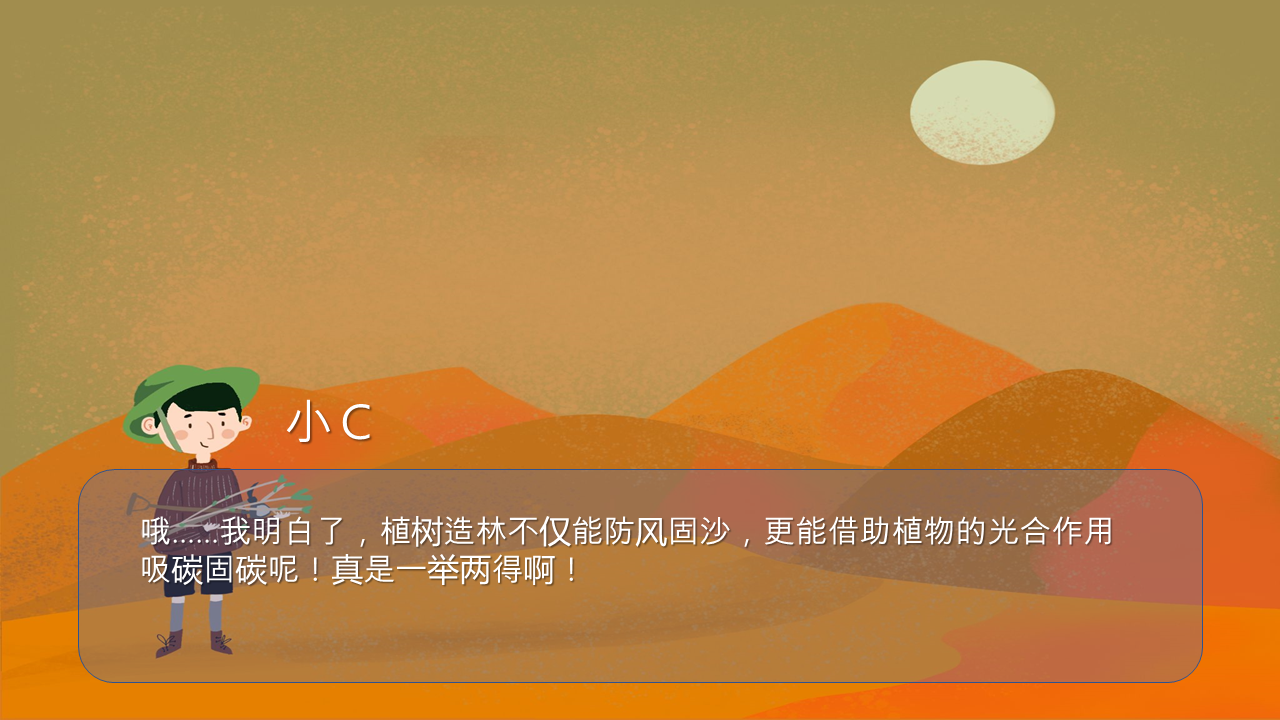 小C
哦……我明白了，植树造林不仅能防风固沙，更能借助植物的光合作用
吸碳固碳呢！真是一举两得啊！